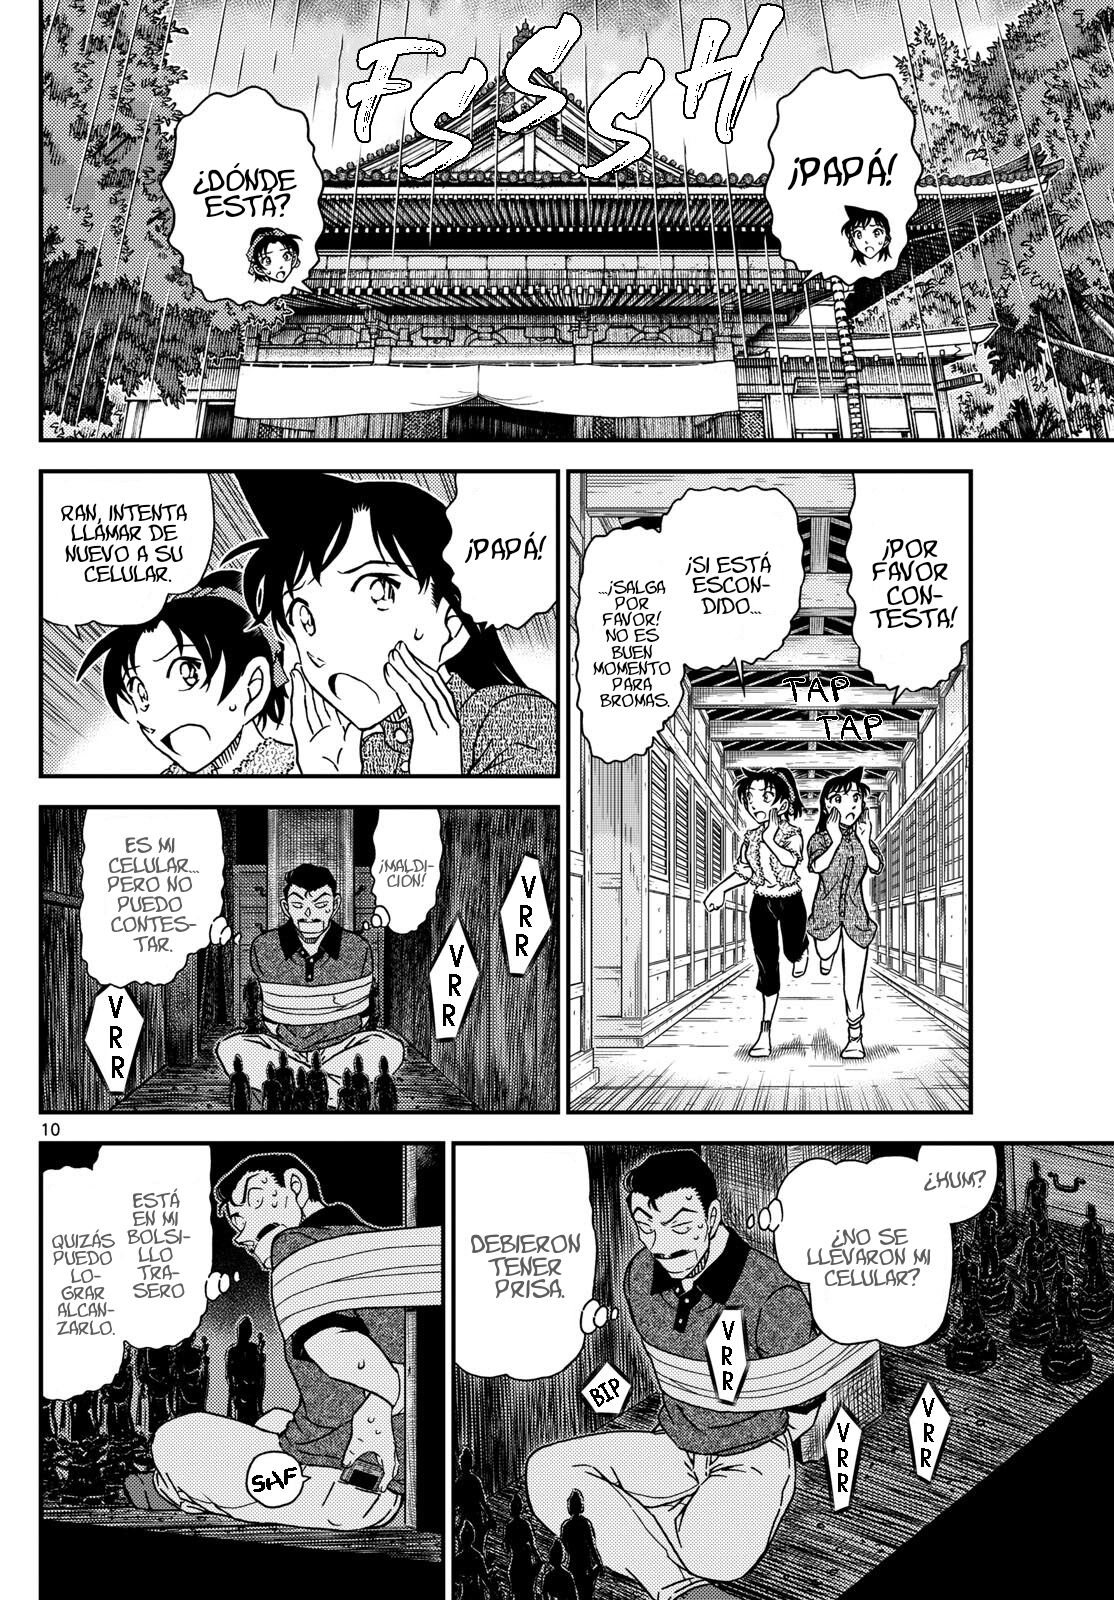 FSSSSH
¡PAPÁ!
¿DÓNDE
ESTÁ?
¡POR
FAVOR
CON-
TESTA!
¡SI ESTÁ
ESCON-
DIDO...
...¡SALGA
POR
FAVOR!
NO ES
BUEN
MOMENTO
PARA
BROMAS.
TAP
TAP
¡PAPÁ!
RAN, INTENTA
LLAMAR DE
NUEVO A SU
CELULAR.
VRR
VRR
¡MALDI-
CIÓN!
ES MI
CELULAR...
PERO NO
PUEDO
CONTES-
TAR.
VRR
10
¿HUM?
¿NO SE
LLEVARON MI
CELULAR?
DEBIERON
TENER
PRISA.
VRR
VRR
VRR
BIP
ESTÁ
EN MI
BOLSI-
LLO
TRA-
SERO
QUIZÁS
PUEDO
LO-
GRAR
ALCAN-
ZARLO.
SHF